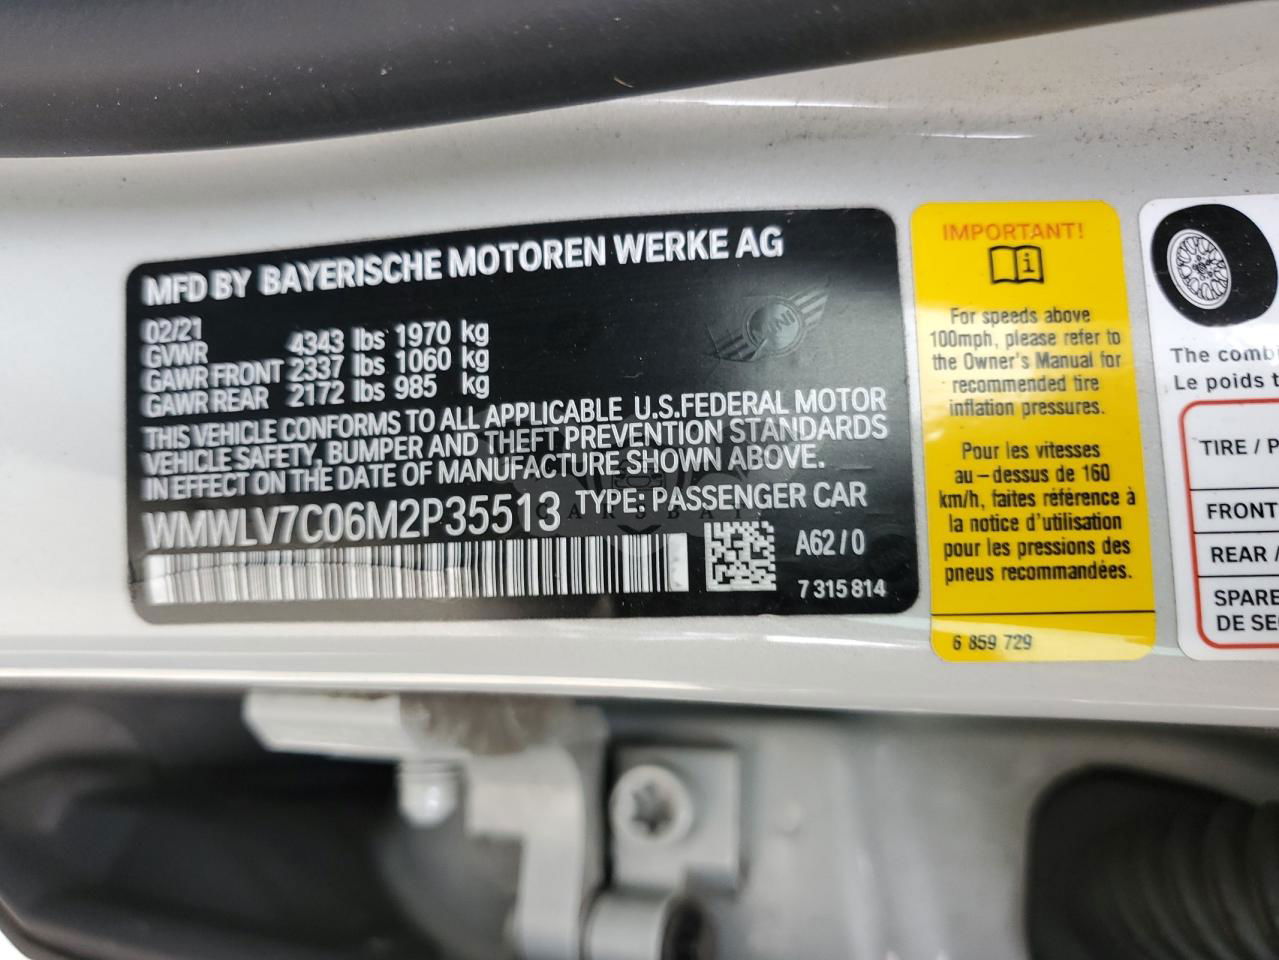 MFD BY BAYERISCHE MOTOREN WERKE AG
02/21
GVWR 4343 lbs 1970 kg
GAWR FRONT 2337 lbs 1060 kg
GAWR REAR 2172 lbs 985 kg
MINI
THIS VEHICLE CONFORMS TO ALL APPLICABLE U.S.FEDERAL MOTOR
VEHICLE SAFETY, BUMPER AND THEFT PREVENTION STANDARDS
IN EFFECT ON THE DATE OF MANUFACTURE SHOWN ABOVE.
WMWLV7C06M2P35513 TYPE: PASSENGER CAR
A62/0
7 315 814
IMPORTANT!
For speeds above
100mph, please refer to
the Owner's Manual for
recommended tire
inflation pressures.
Pour les vitesses
au-dessus de 160
km/h, faites référence à
la notice d'utilisation
pour les pressions des
pneus recommandées.
6 859 729
The combi
Le poids t
TIRE / P
FRONT
REAR /
SPARE
DE SE